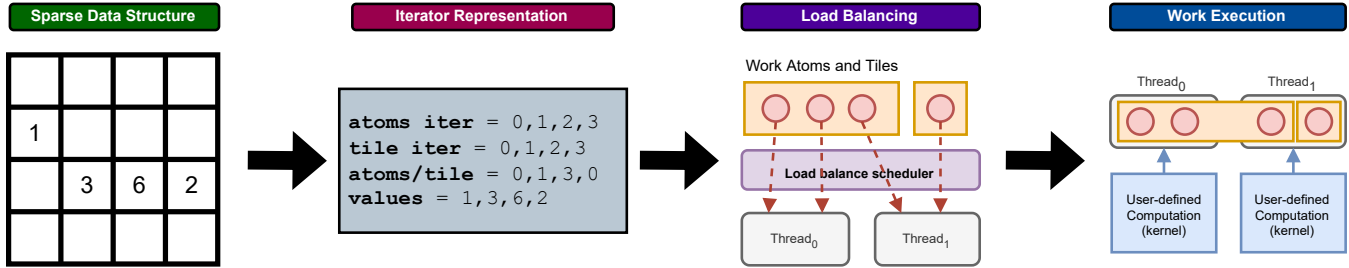 Sparse Data Structure
Iterator Representation
Load Balancing
Work Execution
1
3 6 2
atoms iter = 0,1,2,3
tile iter = 0,1,2,3
atoms/tile = 0,1,3,0
values = 1,3,6,2
Work Atoms and Tiles
Load balance scheduler
Thread0
Thread1
Thread0
Thread1
User-defined
Computation
(kernel)
User-defined
Computation
(kernel)